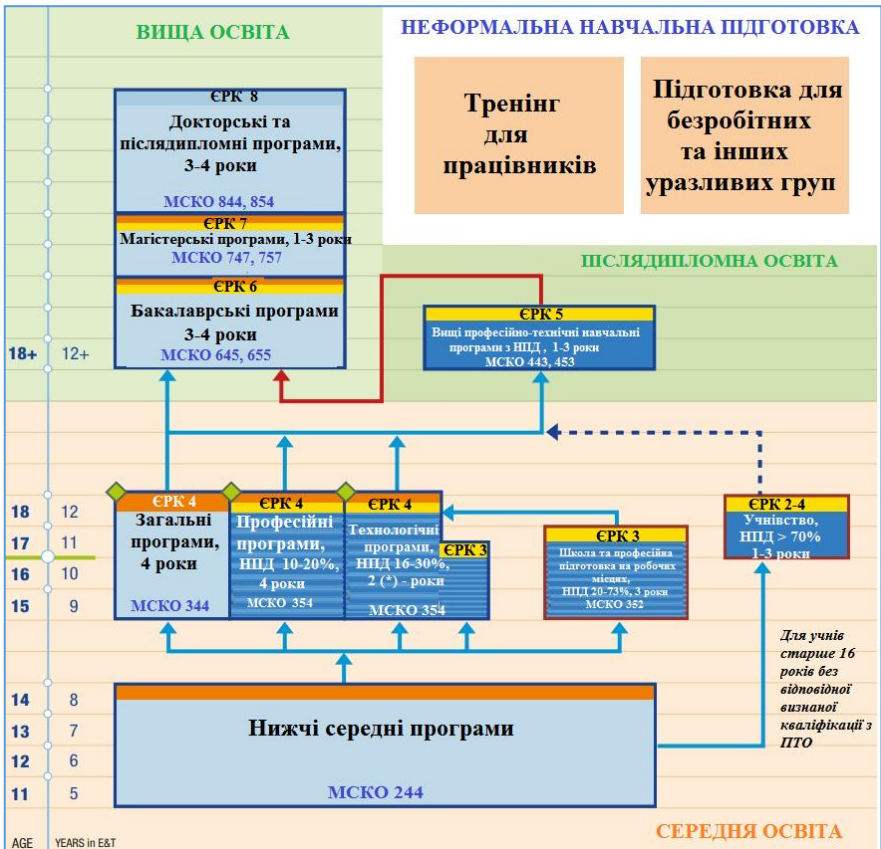 ВИЩА ОСВІТА
НЕФОРМАЛЬНА НАВЧАЛЬНА ПІДГОТОВКА
Тренінг
для
працівників
Підготовка для
безробітних
та інших
уразливих груп
ЄРК 8
Докторські та
післядипломні програми,
3-4 роки
МСКО 844, 854
ЄРК 7
Магістерські програми, 1-3 роки
МСКО 747, 757
ЄРК 6
Бакалаврські програми
3-4 роки
МСКО 645, 655
ПІСЛЯДИПЛОМНА ОСВІТА
ЄРК 5
Вищі професійно-технічні навчальні
програми з НПД , 1-3 роки
МСКО 443, 453
18+ 12+
18 12
17 11
16 10
15 9
ЄРК 4
Загальні
програми,
4 роки
МСКО 344
ЄРК 4
Професійні
програми,
НПД 10-20%,
4 роки
МСКО 354
ЄРК 4
Технологічні
програми,
НПД 16-30%,
2 (*) - роки
МСКО 354
ЄРК 3
ЄРК 3
Школа та професійна
підготовка на робочих
місцях,
НПД 20-73%, 3 роки
МСКО 352
ЄРК 2-4
Учнівство,
НПД > 70%
1-3 роки
Для учнів
старше 16
років без
відповідної
визнаної
кваліфікації з
ПТО
14 8
13 7
12 6
11 5
Нижчі середні програми
МСКО 244
СЕРЕДНЯ ОСВІТА
AGE YEARS in E&T